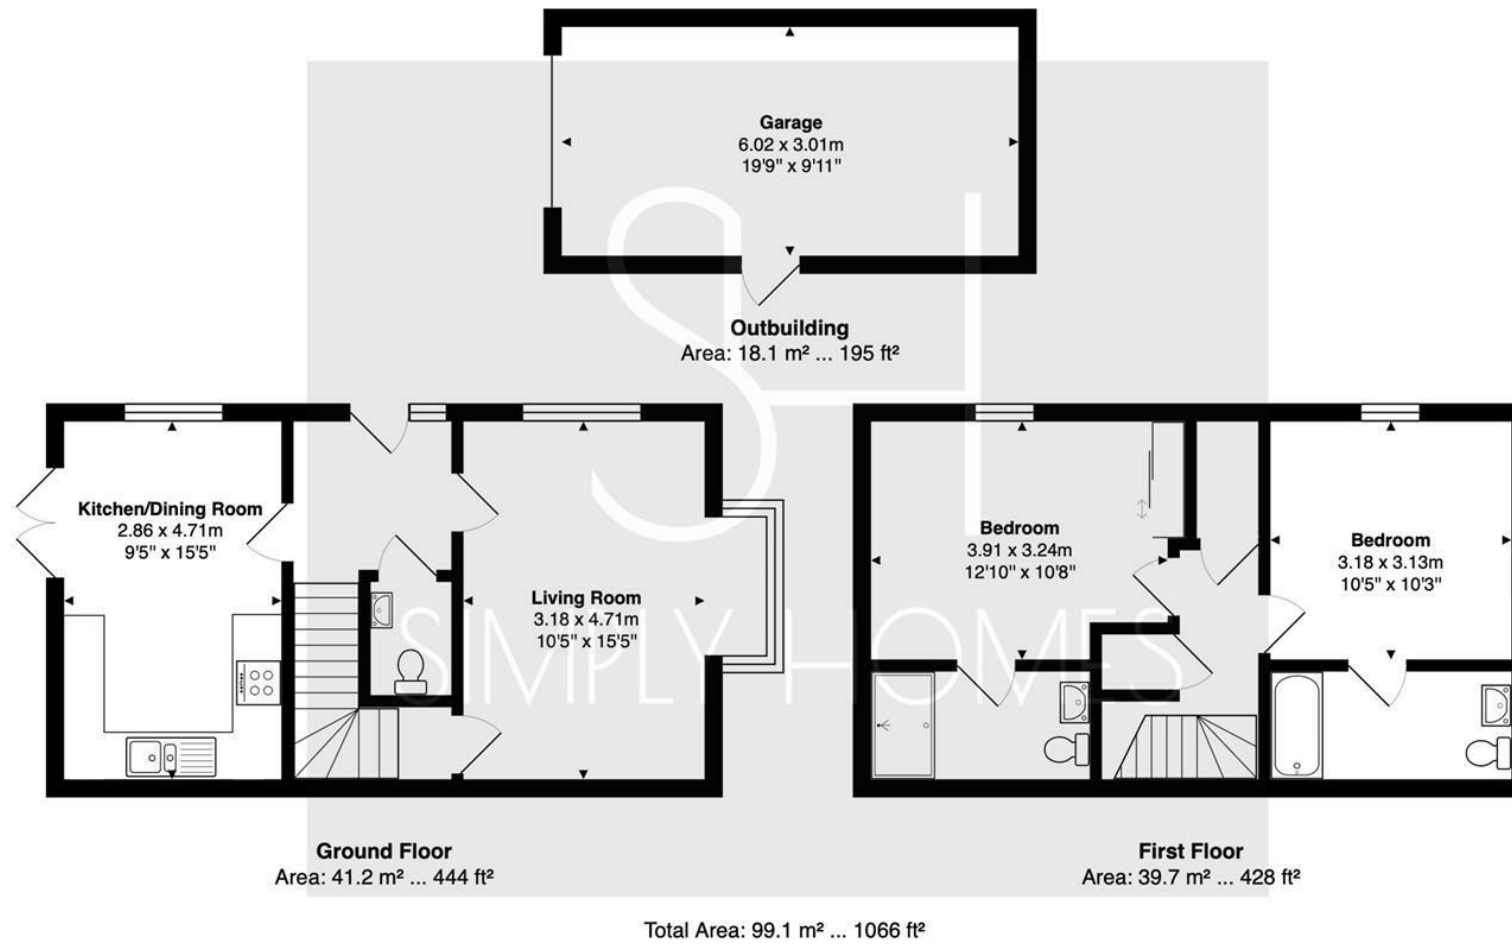 Garage
6.02 x 3.01m
19'9" x 9'11"
SH
Outbuilding
Area: 18.1 m² ... 195 ft²
Kitchen/Dining Room
2.86 x 4.71m
9'5" x 15'5"
Living Room
3.18 x 4.71m
10'5" x 15'5"
Bedroom
3.91 x 3.24m
12'10" x 10'8"
Bedroom
3.18 x 3.13m
10'5" x 10'3"
SIMPLY HOMES
Ground Floor
Area: 41.2 m² ... 444 ft²
First Floor
Area: 39.7 m² ... 428 ft²
Total Area: 99.1 m² ... 1066 ft²